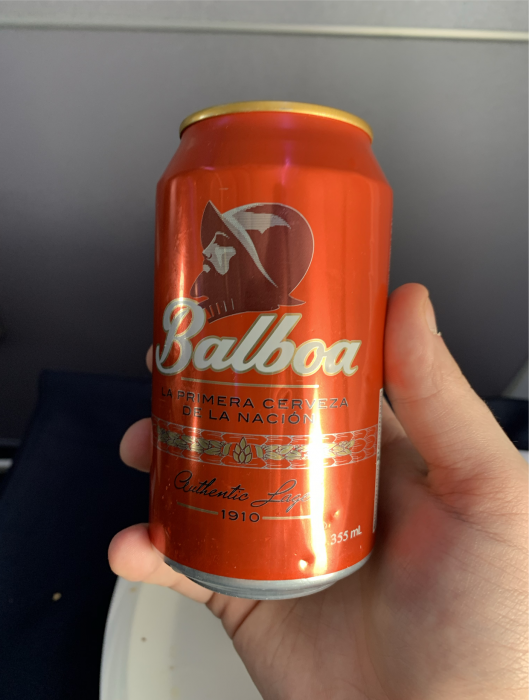 Balboa
LA PRIMERA CERVEZA
DE LA NACIÓN
Authentic Lager
1910
355 mL